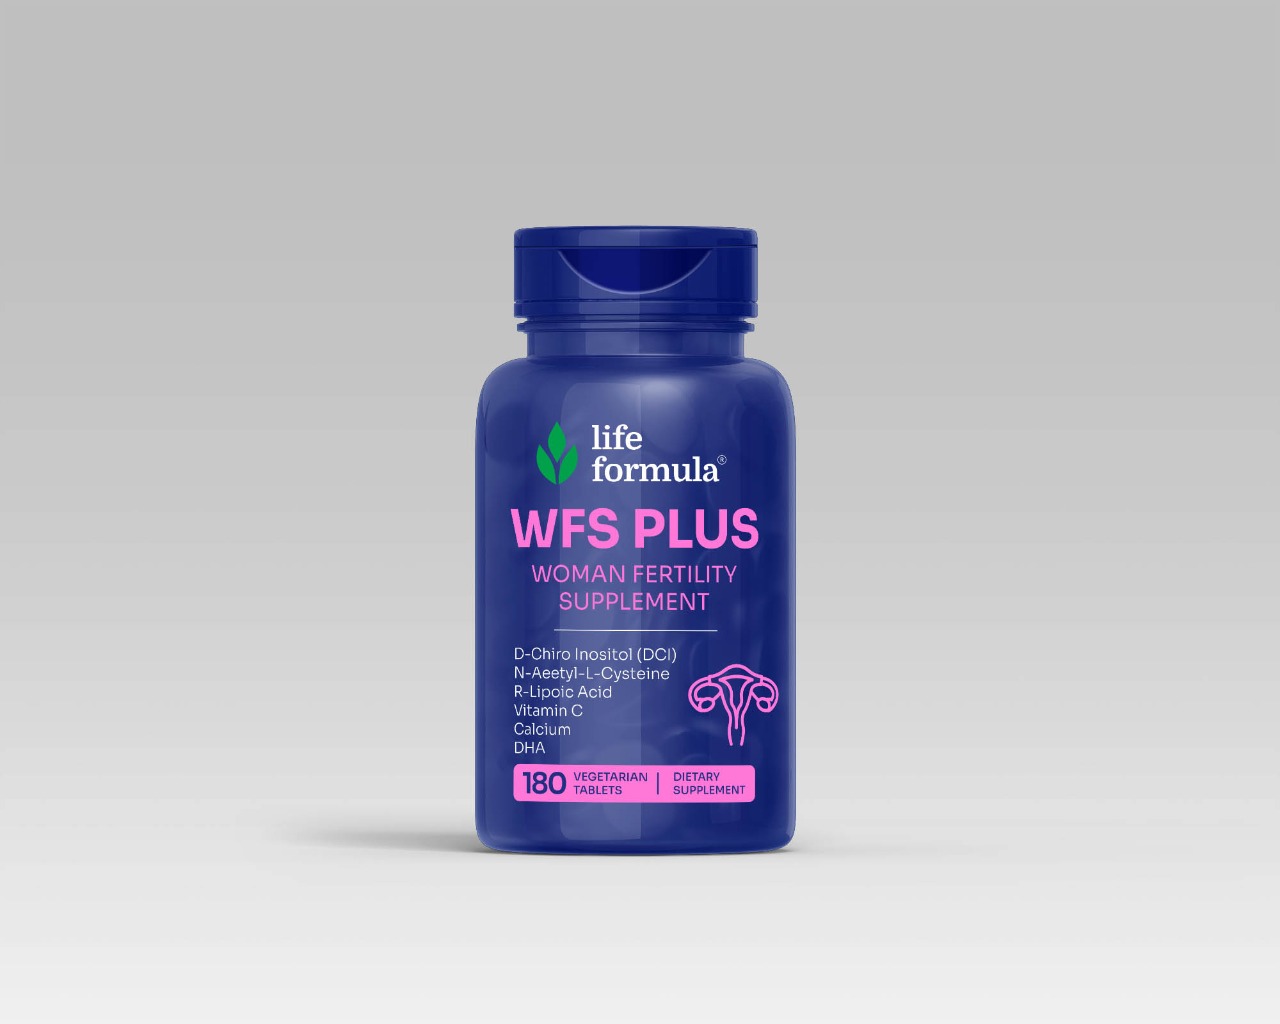 life
formula®
WFS PLUS
WOMAN FERTILITY
SUPPLEMENT
D-Chiro Inositol (DCI)
N-Aeetyl-L-Cysteine
R-Lipoic Acid
Vitamin C
Calcium
DHA
180 VEGETARIAN TABLETS | DIETARY SUPPLEMENT